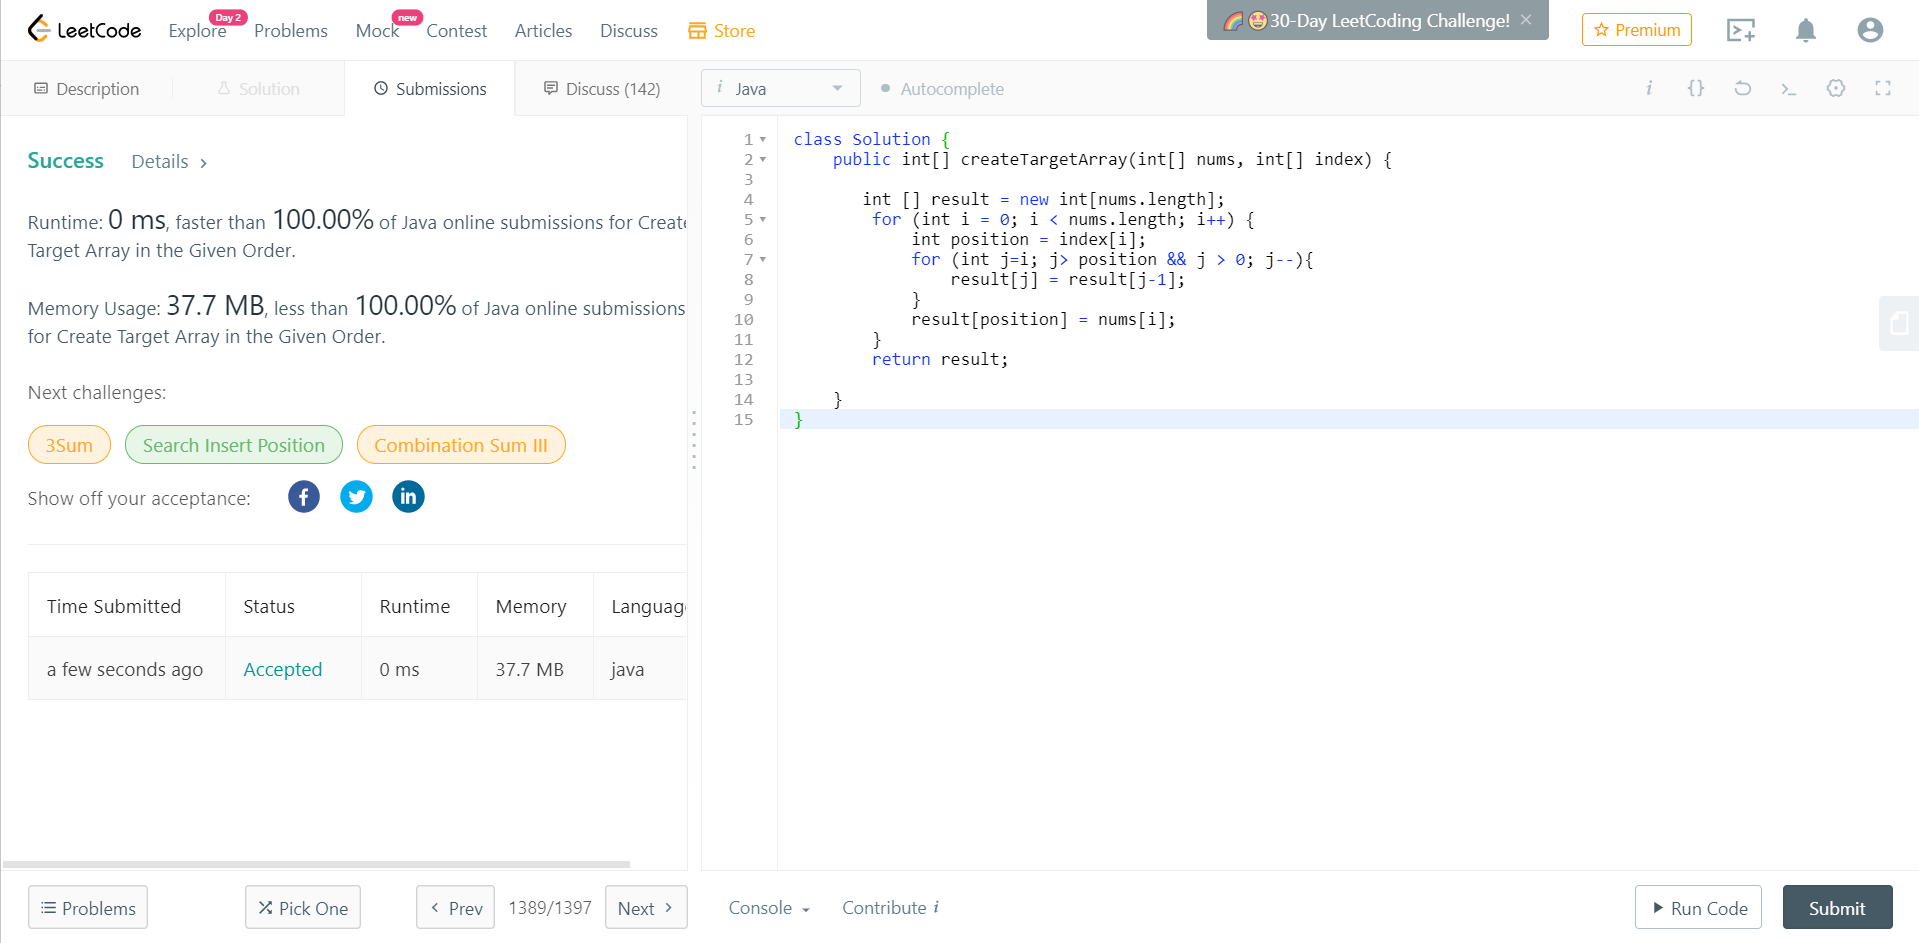 LeetCode Explore Day 2 Problems Mock new Contest Articles Discuss Store 30-Day LeetCoding Challenge! × Premium
Description Solution Submissions Discuss (142) i Java Autocomplete i {}
Success Details >
Runtime: 0 ms, faster than 100.00% of Java online submissions for Create
Target Array in the Given Order.
Memory Usage: 37.7 MB, less than 100.00% of Java online submissions
for Create Target Array in the Given Order.
Next challenges:
3Sum Search Insert Position Combination Sum III
Show off your acceptance: f in
Time Submitted Status Runtime Memory Languag
a few seconds ago Accepted 0 ms 37.7 MB java
1 class Solution {
2 public int[] createTargetArray(int[] nums, int[] index) {
3
4 int [] result = new int[nums.length];
5 for (int i = 0; i < nums.length; i++) {
6 int position = index[i];
7 for (int j=i; j> position && j > 0; j--){
8 result[j] = result[j-1];
9 }
10 result[position] = nums[i];
11 }
12 return result;
13
14 }
15 }
Problems Pick One < Prev 1389/1397 Next > Console Contribute i Run Code Submit